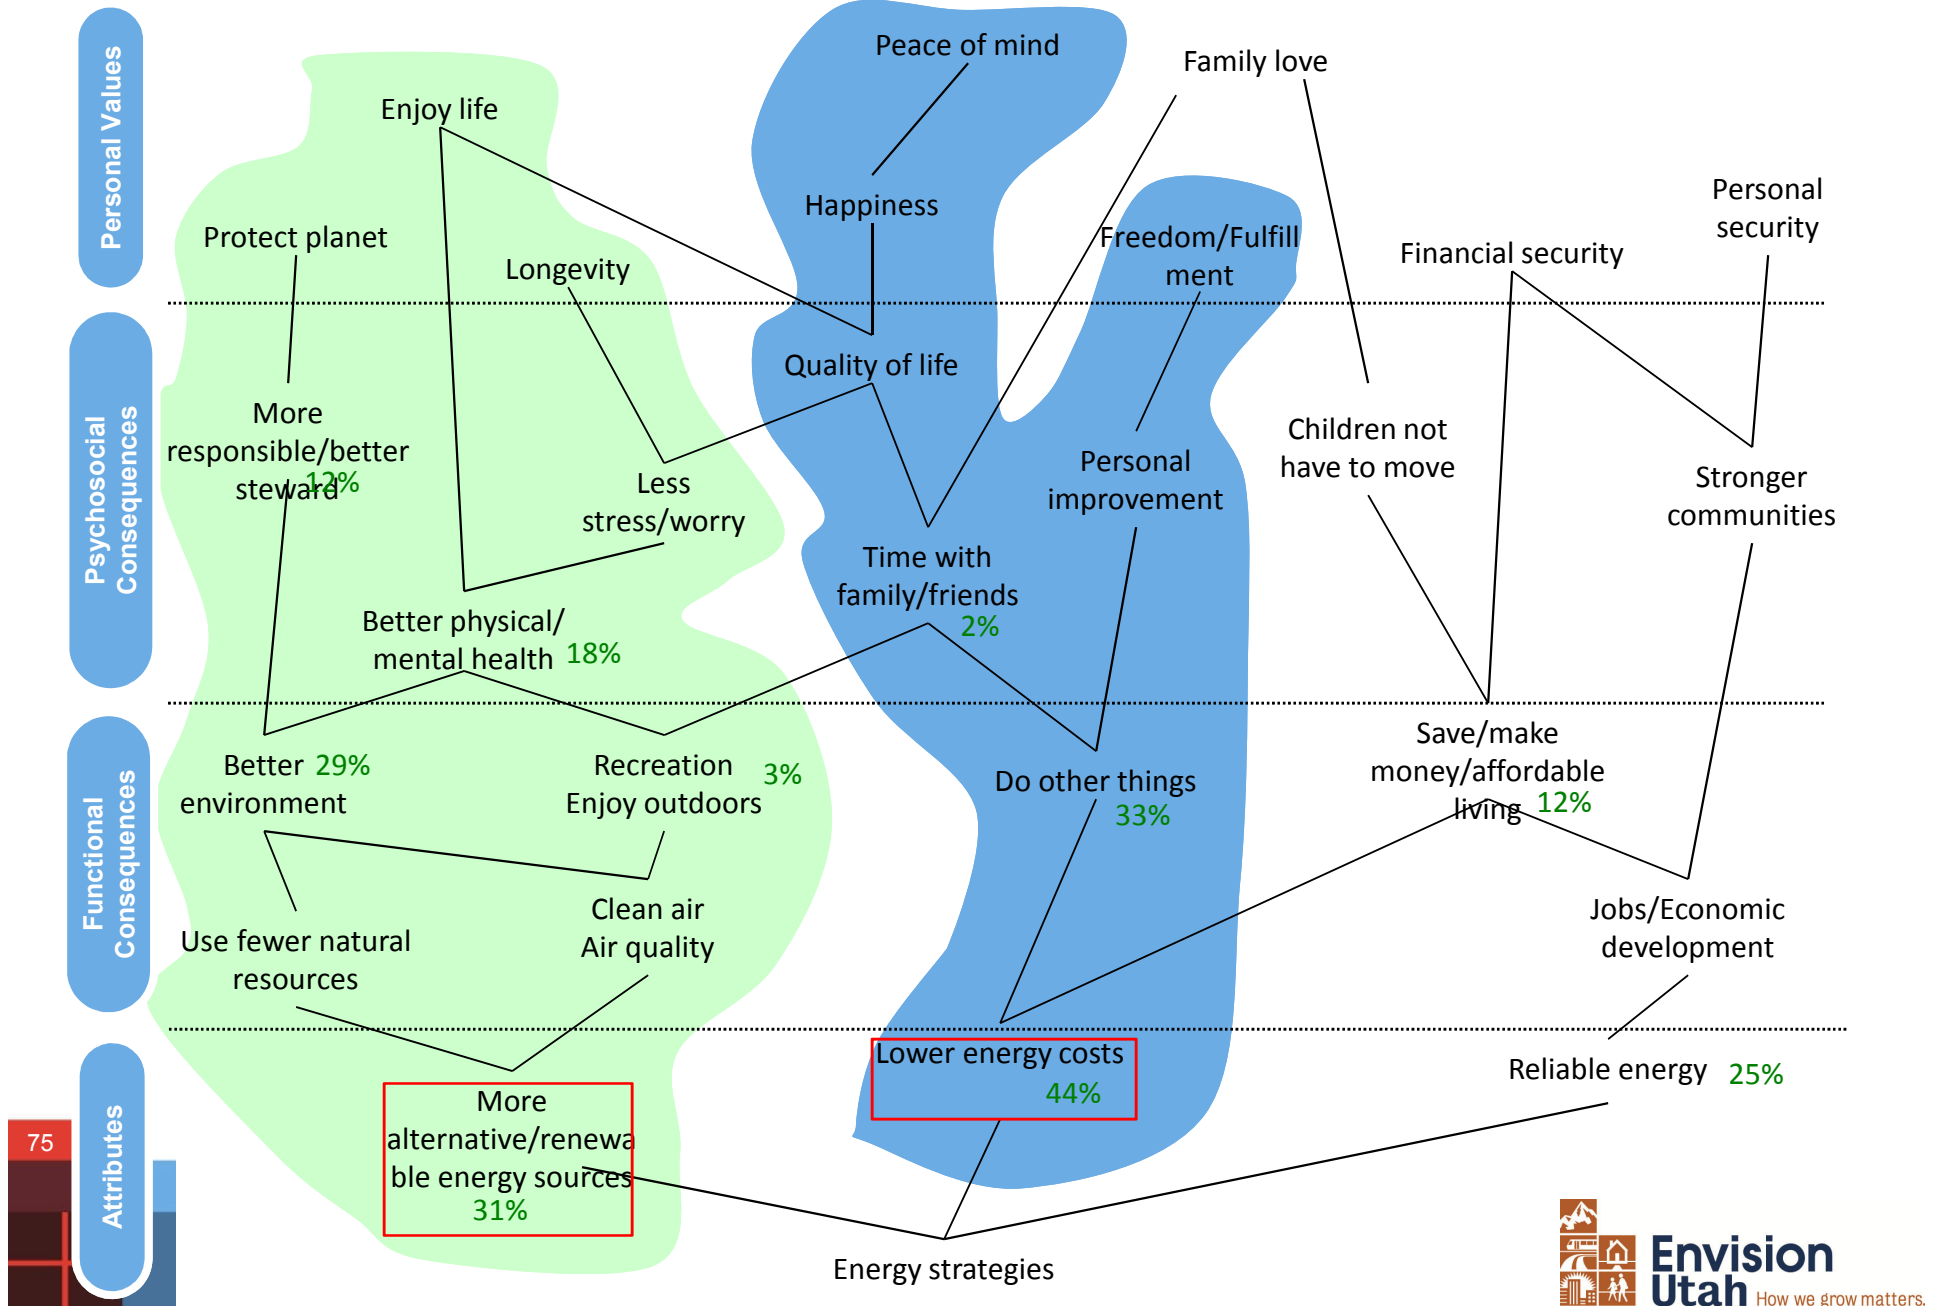 Personal Values
Peace of mind
Family love
Enjoy life
Happiness
Personal
security
Protect planet
Longevity
Freedom/Fulfill
ment
Financial security
Psychosocial
Consequences
Quality of life
More
responsible/better
steward
12%
Less
stress/worry
Personal
improvement
Children not
have to move
Stronger
communities
Time with
family/friends
2%
Better physical/
mental health
18%
Functional
Consequences
Better
29%
environment
Recreation
3%
Enjoy outdoors
Do other things
33%
Save/make
money/affordable
living
12%
Use fewer natural
resources
Clean air
Air quality
Jobs/Economic
development
Attributes
Lower energy costs
44%
Reliable energy
25%
More
alternative/renewa
ble energy sources
31%
Energy strategies
75
Envision
Utah
How we grow matters.